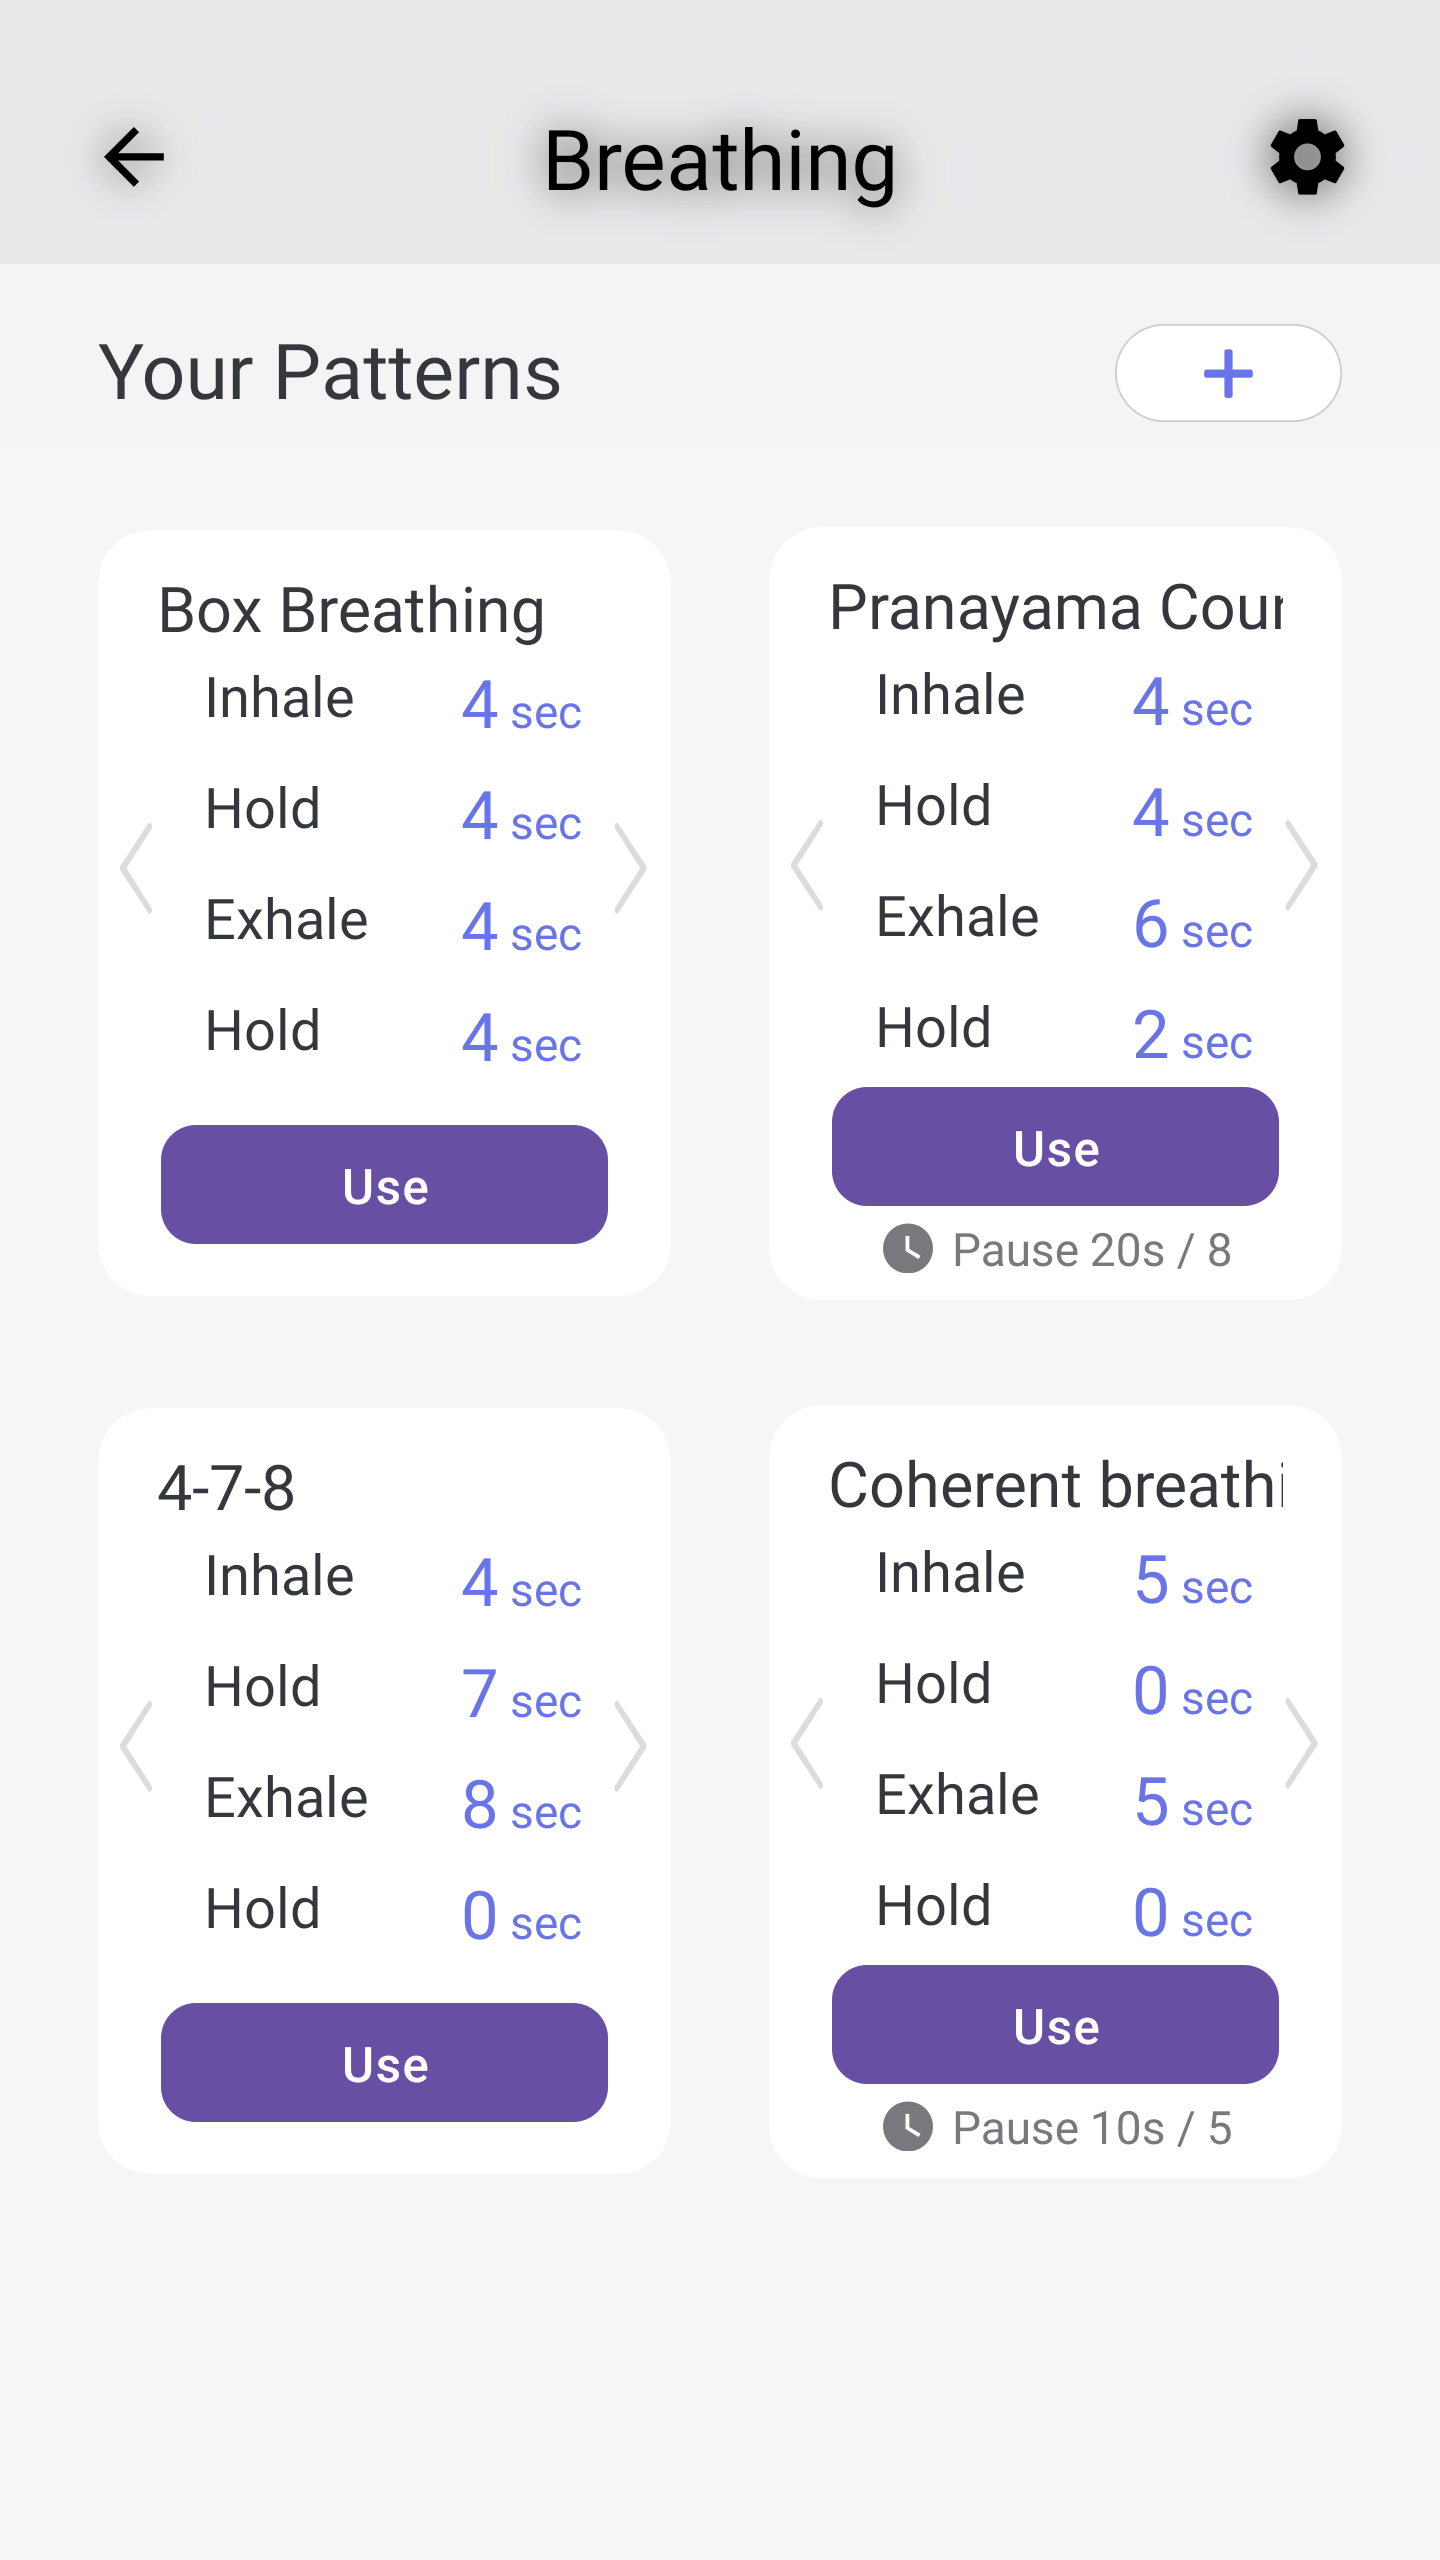 Breathing
Your Patterns
Box Breathing
Inhale 4 sec
Hold 4 sec
Exhale 4 sec
Hold 4 sec
Use
Pranayama Cour
Inhale 4 sec
Hold 4 sec
Exhale 6 sec
Hold 2 sec
Use
Pause 20s / 8
4-7-8
Inhale 4 sec
Hold 7 sec
Exhale 8 sec
Hold 0 sec
Use
Coherent breathi
Inhale 5 sec
Hold 0 sec
Exhale 5 sec
Hold 0 sec
Use
Pause 10s / 5